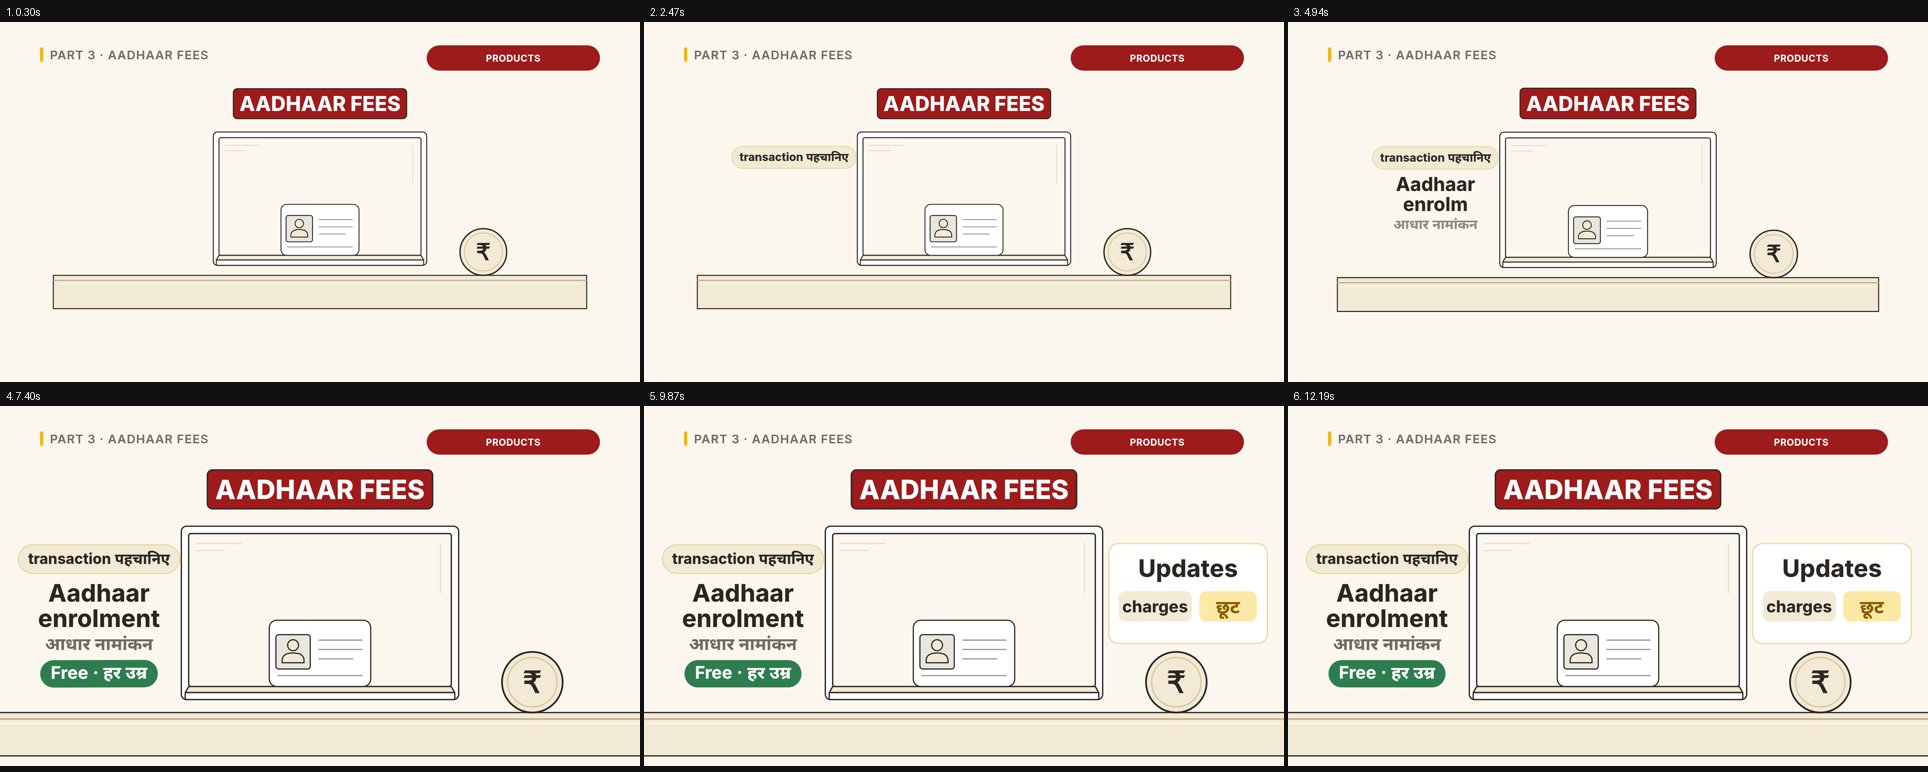 1. 0.30s
PART 3 · AADHAAR FEES
PRODUCTS
AADHAAR FEES
₹
2. 2.47s
PART 3 · AADHAAR FEES
PRODUCTS
AADHAAR FEES
transaction पहचानिए
₹
3. 4.94s
PART 3 · AADHAAR FEES
PRODUCTS
AADHAAR FEES
transaction पहचानिए
Aadhaar
enrolm
आधार नामांकन
₹
4. 7.40s
PART 3 · AADHAAR FEES
PRODUCTS
AADHAAR FEES
transaction पहचानिए
Aadhaar
enrolment
आधार नामांकन
Free · हर उम्र
₹
5. 9.87s
PART 3 · AADHAAR FEES
PRODUCTS
AADHAAR FEES
transaction पहचानिए
Aadhaar
enrolment
आधार नामांकन
Free · हर उम्र
Updates
charges छूट
₹
6. 12.19s
PART 3 · AADHAAR FEES
PRODUCTS
AADHAAR FEES
transaction पहचानिए
Aadhaar
enrolment
आधार नामांकन
Free · हर उम्र
Updates
charges छूट
₹